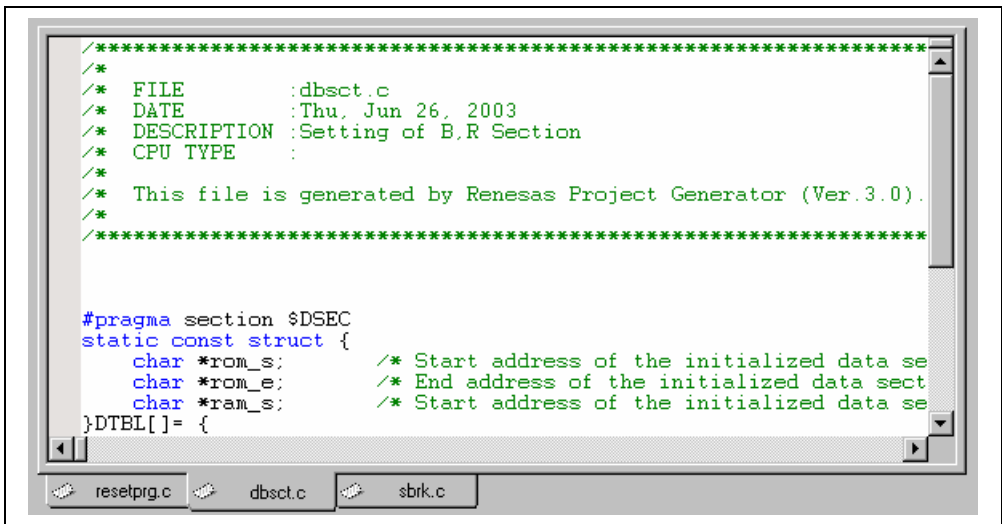 /*****************************************************************
/*
/*  FILE        :dbsct.c
/*  DATE        :Thu, Jun 26, 2003
/*  DESCRIPTION :Setting of B,R Section
/*  CPU TYPE    :
/*
/*  This file is generated by Renesas Project Generator (Ver.3.0).
/*
/*****************************************************************
#pragma section $DSEC
static const struct {
    char *rom_s;       /* Start address of the initialized data se
    char *rom_e;       /* End address of the initialized data sect
    char *ram_s;       /* Start address of the initialized data se
}DTBL[]= {
resetprg.c dbsct.c sbrk.c